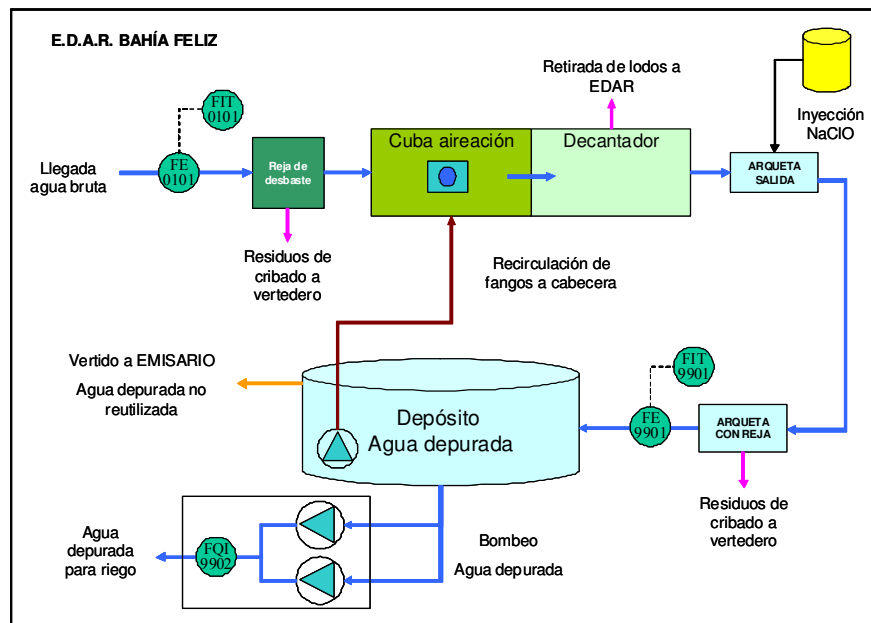 E.D.A.R. BAHÍA FELIZ
FIT
0101
FE
0101
Llegada
agua bruta
Reja de
desbaste
Residuos de
cribado a
vertedero
Cuba aireación
Decantador
Retirada de lodos a
EDAR
Inyección
NaClO
ARQUETA
SALIDA
Recirculación de
fangos a cabecera
Vertido a EMISARIO
Agua depurada no
reutilizada
Depósito
Agua depurada
FIT
9901
FE
9901
ARQUETA
CON REJA
Residuos de
cribado a
vertedero
Agua
depurada
para riego
FQI
9902
Bombeo
Agua depurada